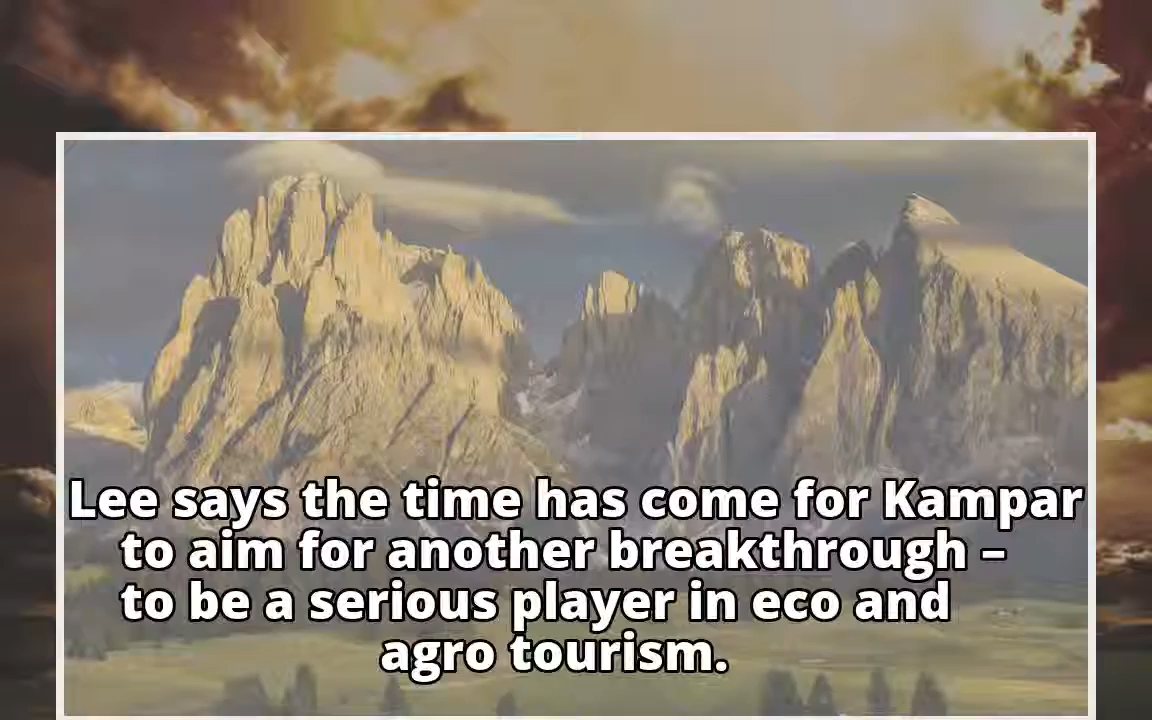 Lee says the time has come for Kampar
to aim for another breakthrough –
to be a serious player in eco and
agro tourism.